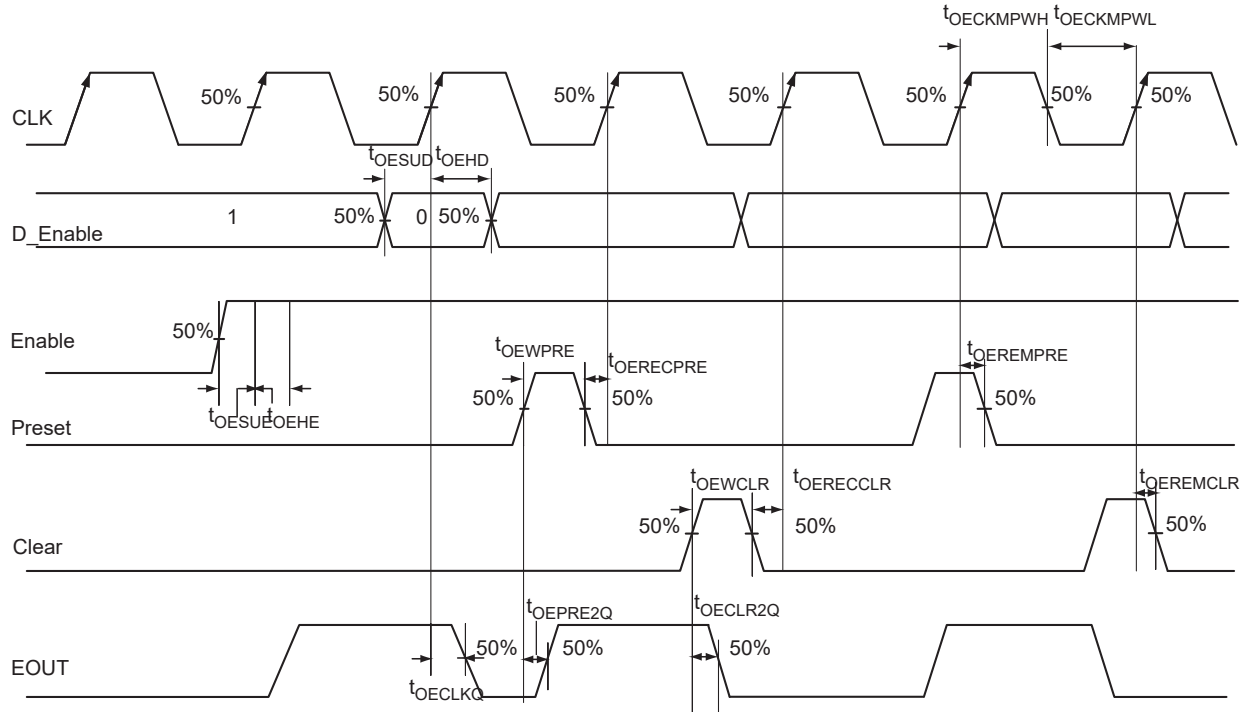 tOECKMPWH tOECKMPWL
50% 50% 50% 50% 50% 50% 50%
CLK
tOESUD tOEHD
1 50% 0 50%
D_Enable
50%
Enable
tOEWPRE tOERECPRE tOEREMPRE
tOESUE tOEHE
50% 50% 50%
Preset
tOEWCLR tOERECCLR tOEREMCLR
50% 50% 50%
Clear
tOEPRE2Q tOECLR2Q
50% 50% 50%
EOUT
tOECLKQ